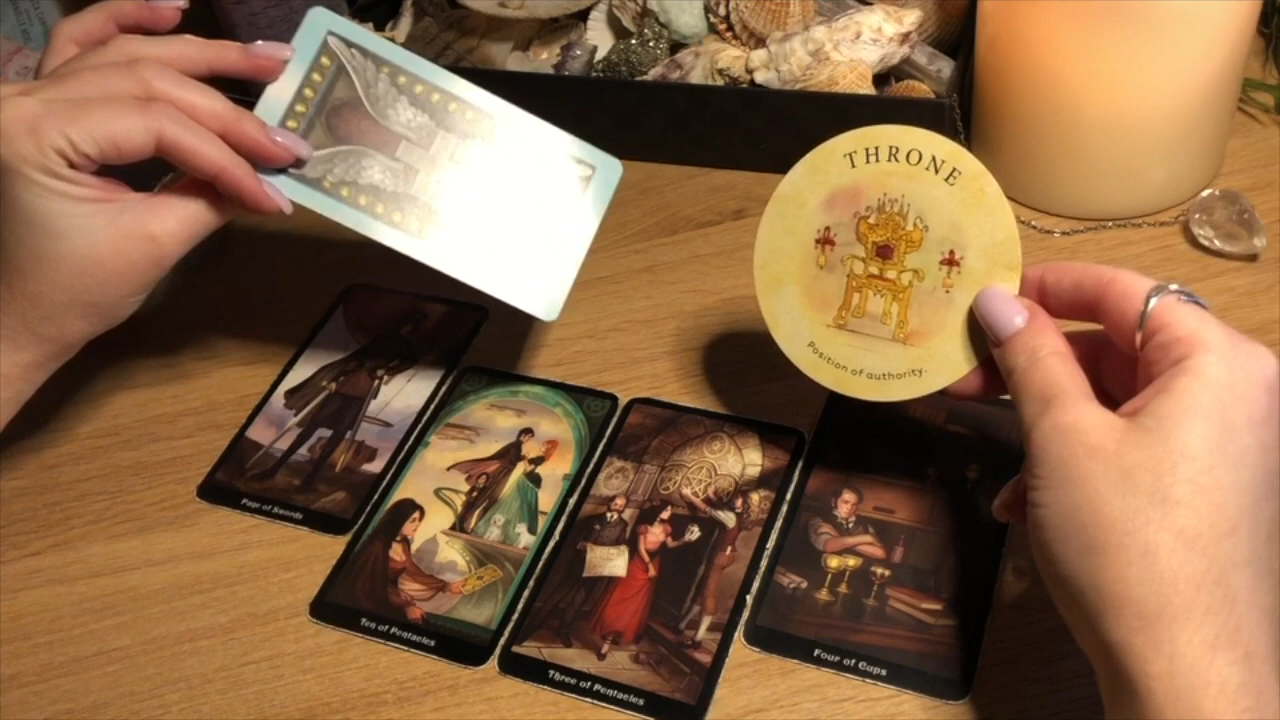 THRONE
Position of authority.
Page of Swords
Ten of Pentacles
Three of Pentacles
Four of Cups